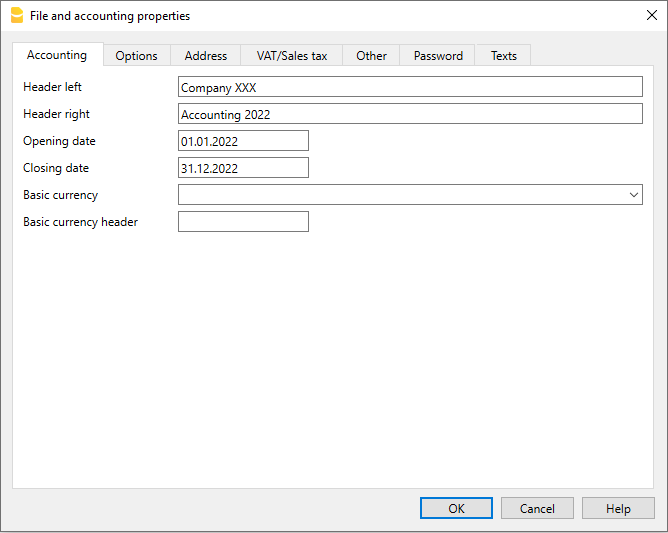 File and accounting properties
Accounting Options Address VAT/Sales tax Other Password Texts
Header left Company XXX
Header right Accounting 2022
Opening date 01.01.2022
Closing date 31.12.2022
Basic currency
Basic currency header
OK Cancel Help